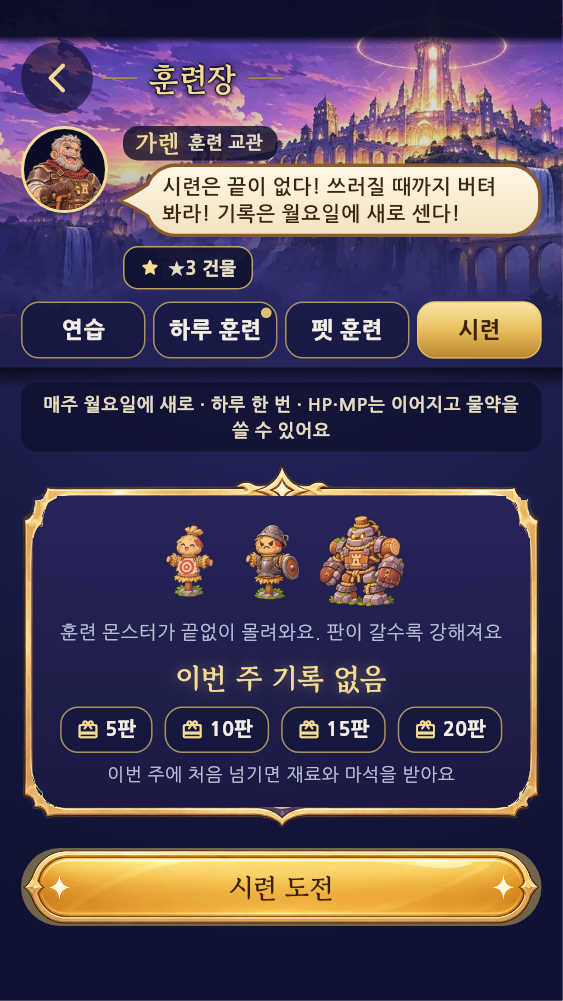 훈련장
가렌 훈련 교관
시련은 끝이 없다! 쓰러질 때까지 버텨
봐라! 기록은 월요일에 새로 센다!
★3 건물
연습
하루 훈련
펫 훈련
시련
매주 월요일에 새로 · 하루 한 번 · HP·MP는 이어지고 물약을
쓸 수 있어요
훈련 몬스터가 끝없이 몰려와요. 판이 갈수록 강해져요
이번 주 기록 없음
5판
10판
15판
20판
이번 주에 처음 넘기면 재료와 마석을 받아요
시련 도전